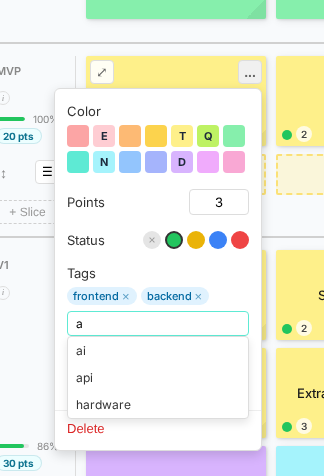 MVP
i
100%
20 pts
+ Slice
V1
i
86%
30 pts
...
Color
E T Q
N D
Points 3
Status ×
Tags
frontend × backend ×
a
ai
api
hardware
Delete
2
S
2
Extra
3